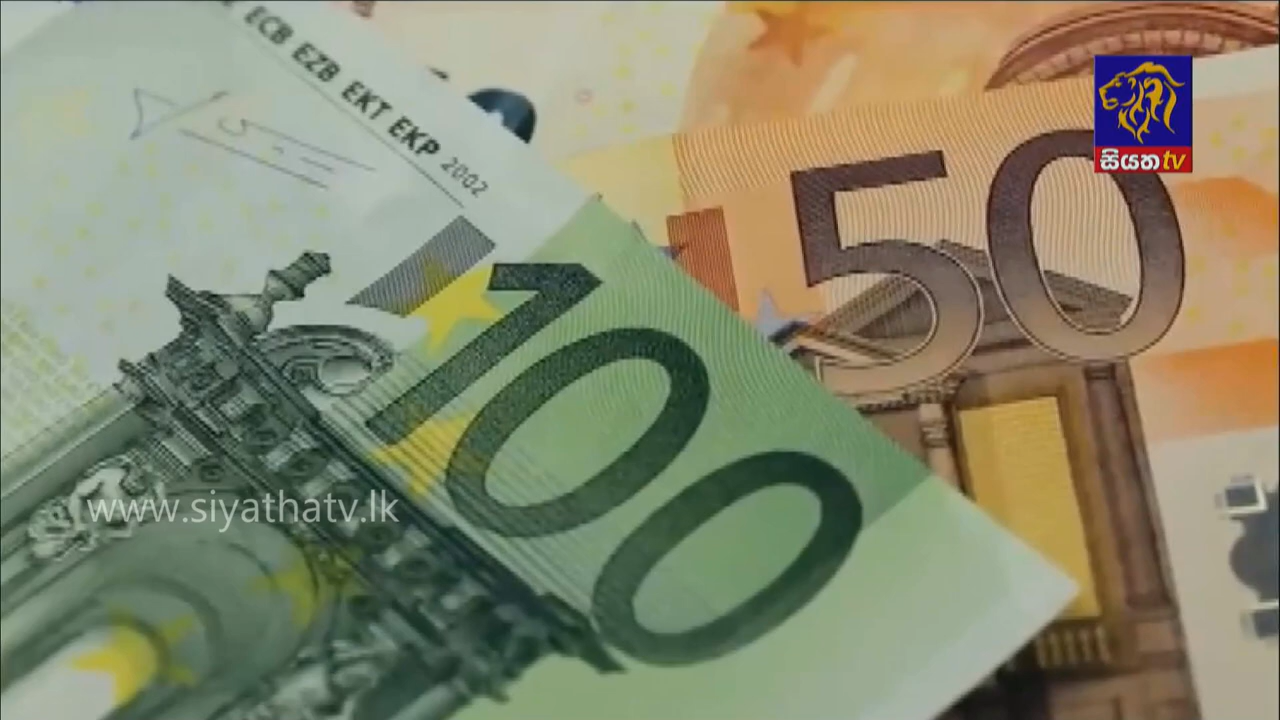 ECB EZB EKT EKP 2002
100
50
සියත tv
www.siyathatv.lk